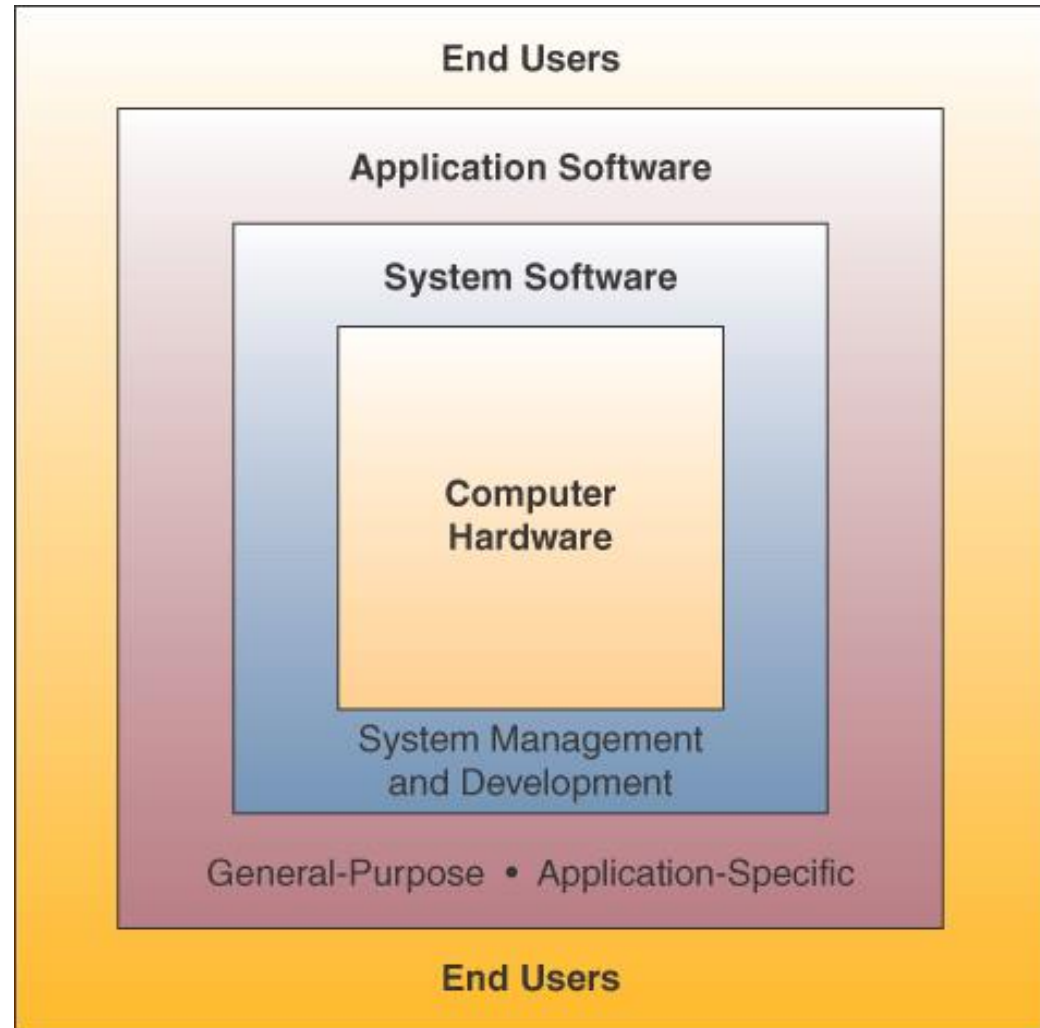 End Users
Application Software
System Software
Computer
Hardware
System Management
and Development
General-Purpose • Application-Specific
End Users